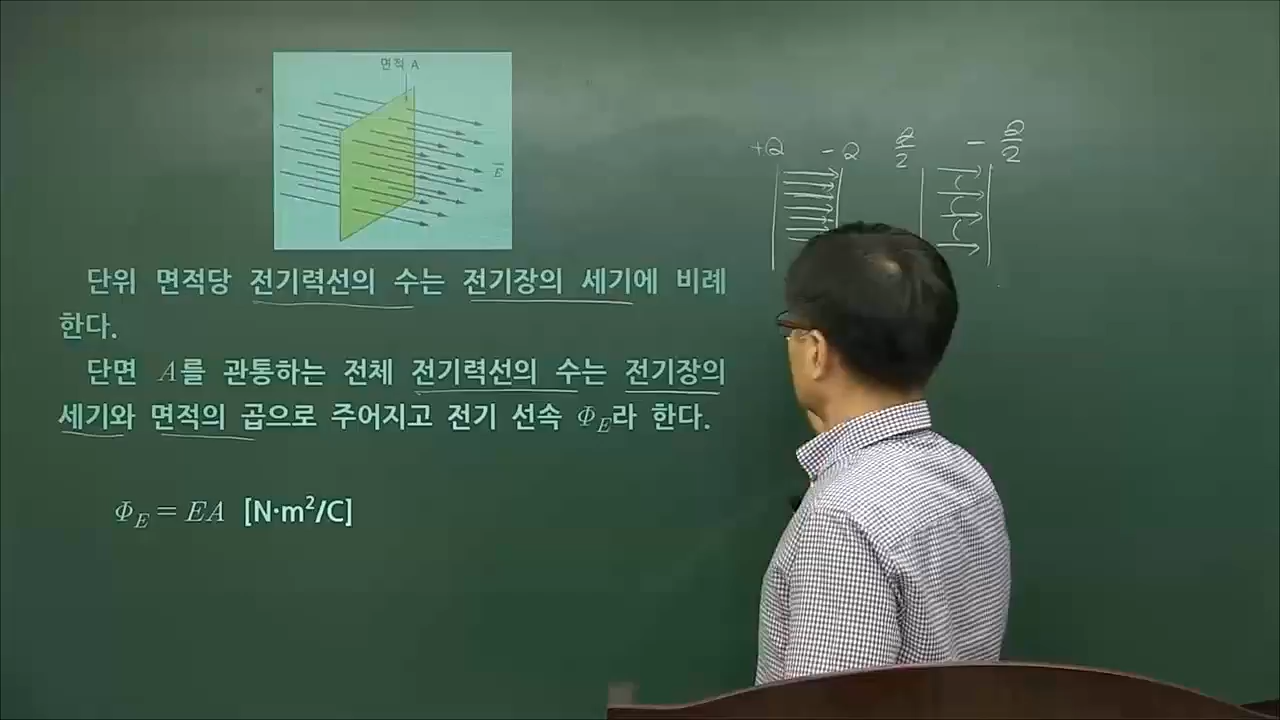 면적 A
E
단위 면적당 전기력선의 수는 전기장의 세기에 비례
한다.
단면 A를 관통하는 전체 전기력선의 수는 전기장의
세기와 면적의 곱으로 주어지고 전기 선속 Φ_E라 한다.
Φ_E = EA [N·m²/C]
+Q -Q Q/2 -Q/2